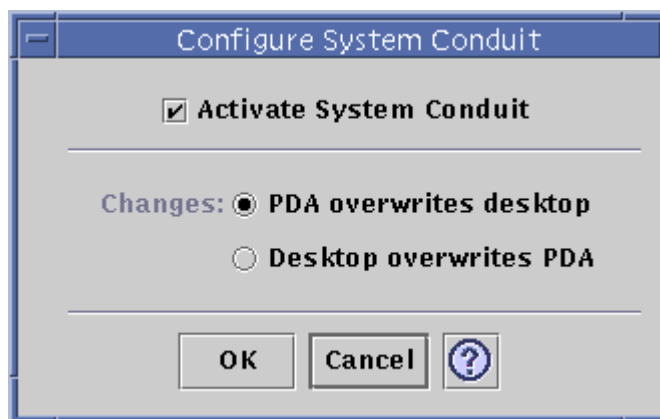 Configure System Conduit
Activate System Conduit
Changes: PDA overwrites desktop
Desktop overwrites PDA
OK Cancel ?